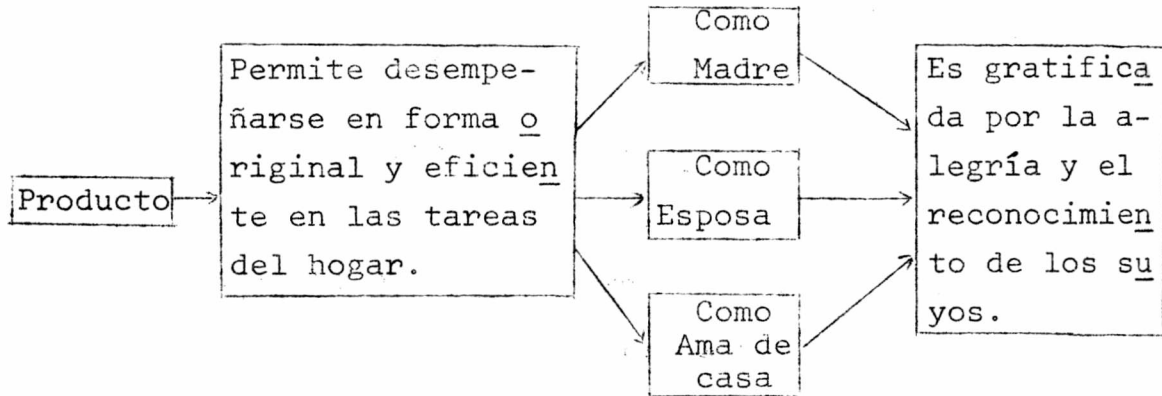 Producto
Permite desempe-
ñarse en forma o
riginal y eficien
te en las tareas
del hogar.
Como
Madre
Como
Esposa
Como
Ama de
casa
Es gratifica
da por la a-
legría y el
reconocimien
to de los su
yos.